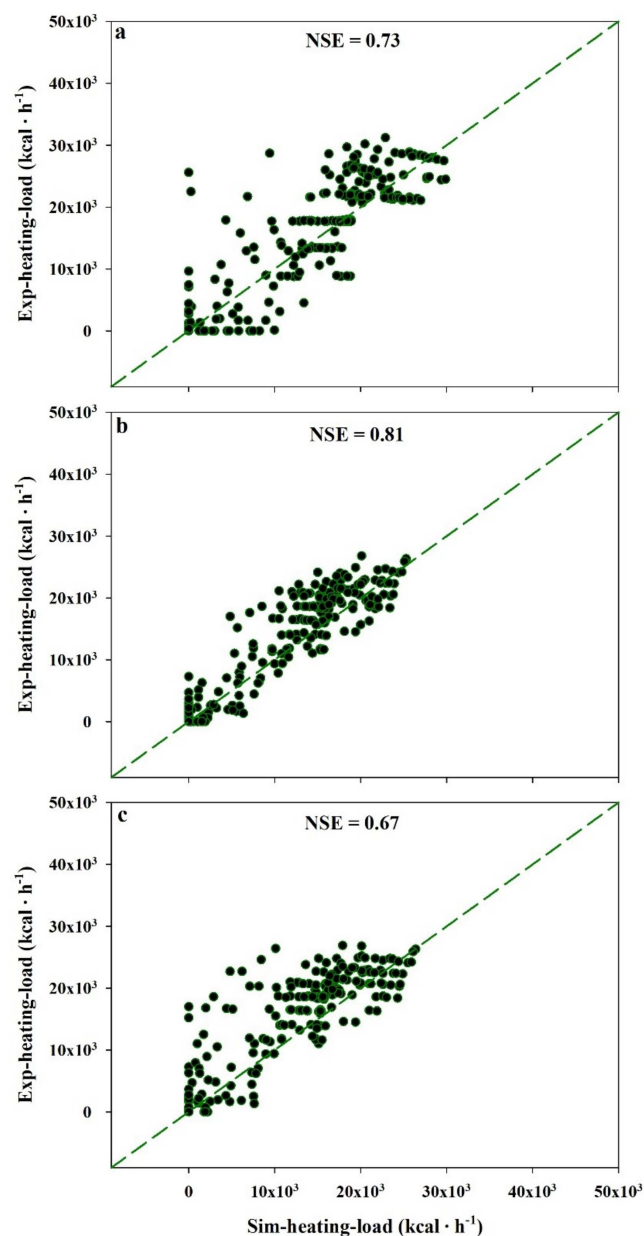 50x10³
a
NSE = 0.73
40x10³
30x10³
20x10³
10x10³
0
Exp-heating-load (kcal · h⁻¹)
50x10³
b
NSE = 0.81
40x10³
30x10³
20x10³
10x10³
0
Exp-heating-load (kcal · h⁻¹)
50x10³
c
NSE = 0.67
40x10³
30x10³
20x10³
10x10³
0
Exp-heating-load (kcal · h⁻¹)
0 10x10³ 20x10³ 30x10³ 40x10³ 50x10³
Sim-heating-load (kcal · h⁻¹)